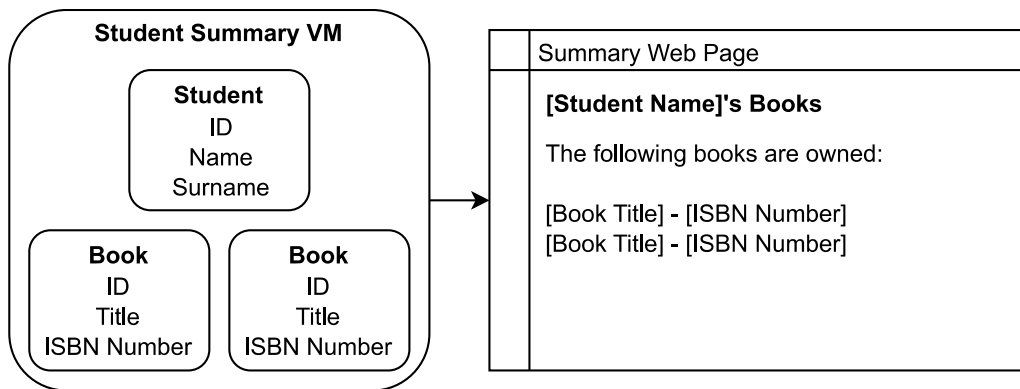 Student Summary VM
Student
ID
Name
Surname
Book
ID
Title
ISBN Number
Book
ID
Title
ISBN Number
Summary Web Page
[Student Name]'s Books
The following books are owned:
[Book Title] - [ISBN Number]
[Book Title] - [ISBN Number]